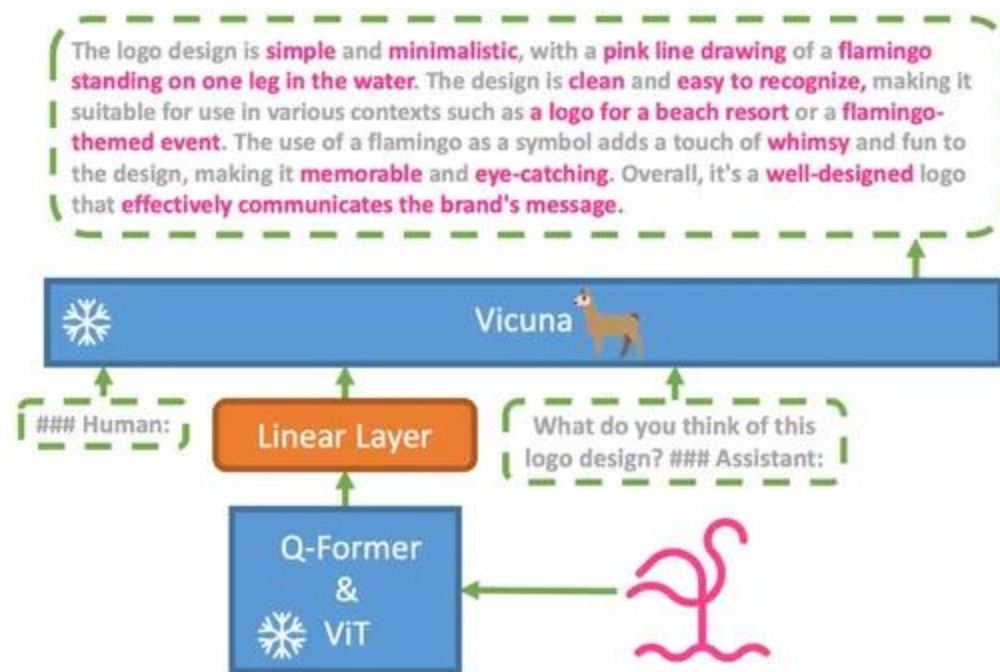 The logo design is simple and minimalistic, with a pink line drawing of a flamingo
standing on one leg in the water. The design is clean and easy to recognize, making it
suitable for use in various contexts such as a logo for a beach resort or a flamingo-
themed event. The use of a flamingo as a symbol adds a touch of whimsy and fun to
the design, making it memorable and eye-catching. Overall, it's a well-designed logo
that effectively communicates the brand's message.
Vicuna
### Human:
Linear Layer
What do you think of this
logo design? ### Assistant:
Q-Former
&
ViT